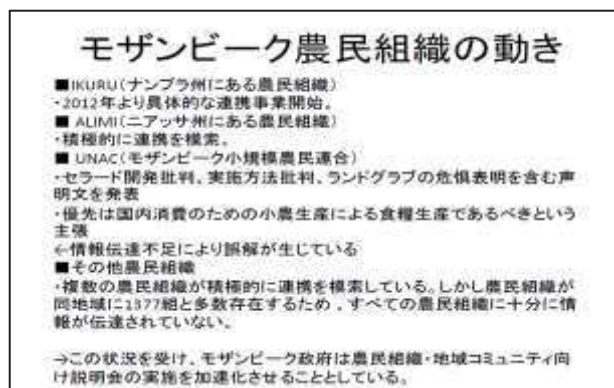 モザンビーク農民組織の動き
■IKURU(ナンプラ州にある農民組織)
・2012年より具体的な連携事業開始。
■ ALIMI(ニアッサ州にある農民組織)
・積極的に連携を模索。
■ UNAC(モザンビーク小規模農民連合)
・セラード開発批判、実施方法批判、ランドグラブの危惧表明を含む声
明文を発表
・優先は国内消費のための小農生産による食糧生産であるべきという
主張
←情報伝達不足により誤解が生じている
■その他農民組織
・複数の農民組織が積極的に連携を模索している。しかし農民組織が
同地域に1377組と多数存在するため、すべての農民組織に十分に情
報が伝達されていない。
→この状況を受け、モザンビーク政府は農民組織・地域コミュニティ向
け説明会の実施を加速化させることとしている。